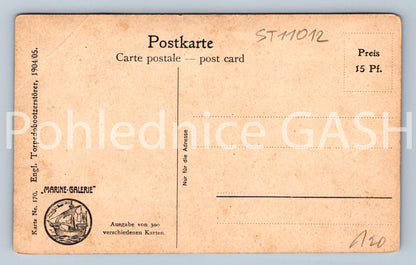 Postkarte
Carte postale — post card
ST11012
Preis
15 Pf.
Pohlednice GASH
Karte Nr. 170, Engl. Torpedobootzerstörer, 1904/05.
Nur für die Adresse
„MARINE-GALERIE"
Ausgabe von 300
verschiedenen Karten.
120